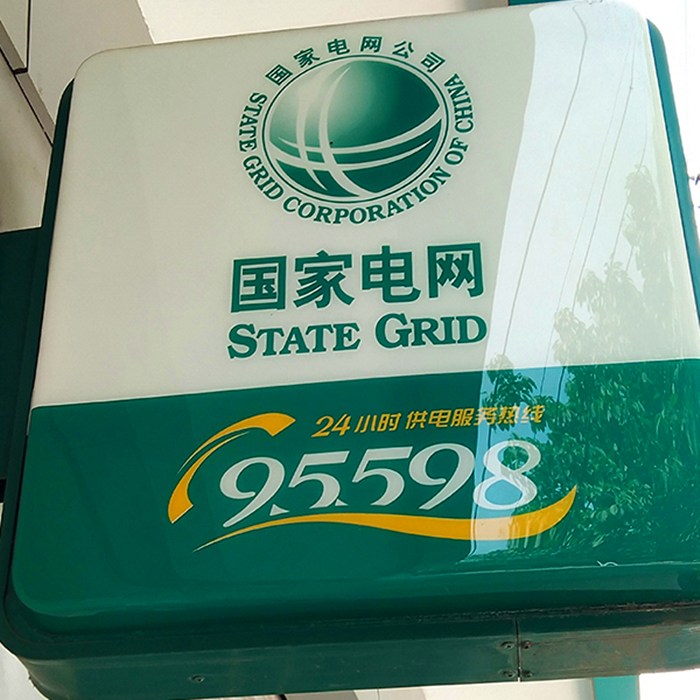 国家电网公司
STATE GRID CORPORATION OF CHINA
国家电网
STATE GRID
24小时 供电服务热线
95598